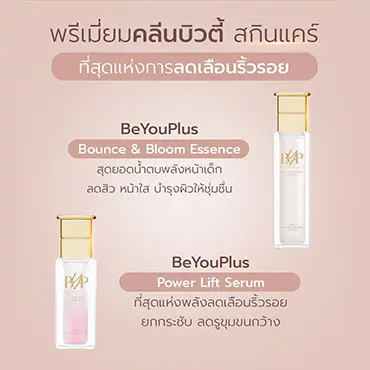 พรีเมี่ยมคลีนบิวตี้ สกินแคร์
ที่สุดแห่งการลดเลือนริ้วรอย
BeYouPlus
Bounce & Bloom Essence
สุดยอดน้ำตบพลังหน้าเด็ก
ลดสิว หน้าใส บำรุงผิวให้ชุ่มชื่น
BYP
BeYouPlus
Power Lift Serum
ที่สุดแห่งพลังลดเลือนริ้วรอย
ยกกระชับ ลดรูขุมขนกว้าง
BYP